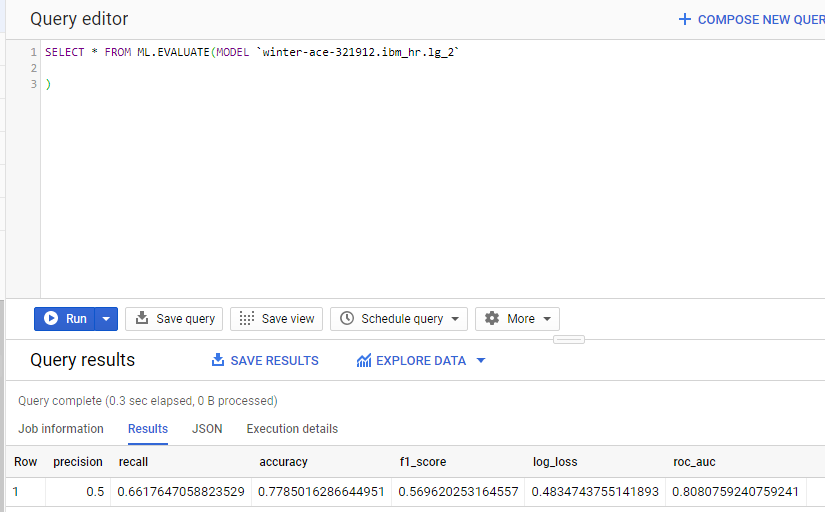 Query editor
+ COMPOSE NEW QUER
1 SELECT * FROM ML.EVALUATE(MODEL `winter-ace-321912.ibm_hr.lg_2`
2
3 )
Run Save query Save view Schedule query More
Query results SAVE RESULTS EXPLORE DATA
Query complete (0.3 sec elapsed, 0 B processed)
Job information Results JSON Execution details
Row precision recall accuracy f1_score log_loss roc_auc
1 0.5 0.6617647058823529 0.7785016286644951 0.569620253164557 0.4834743755141893 0.8080759240759241